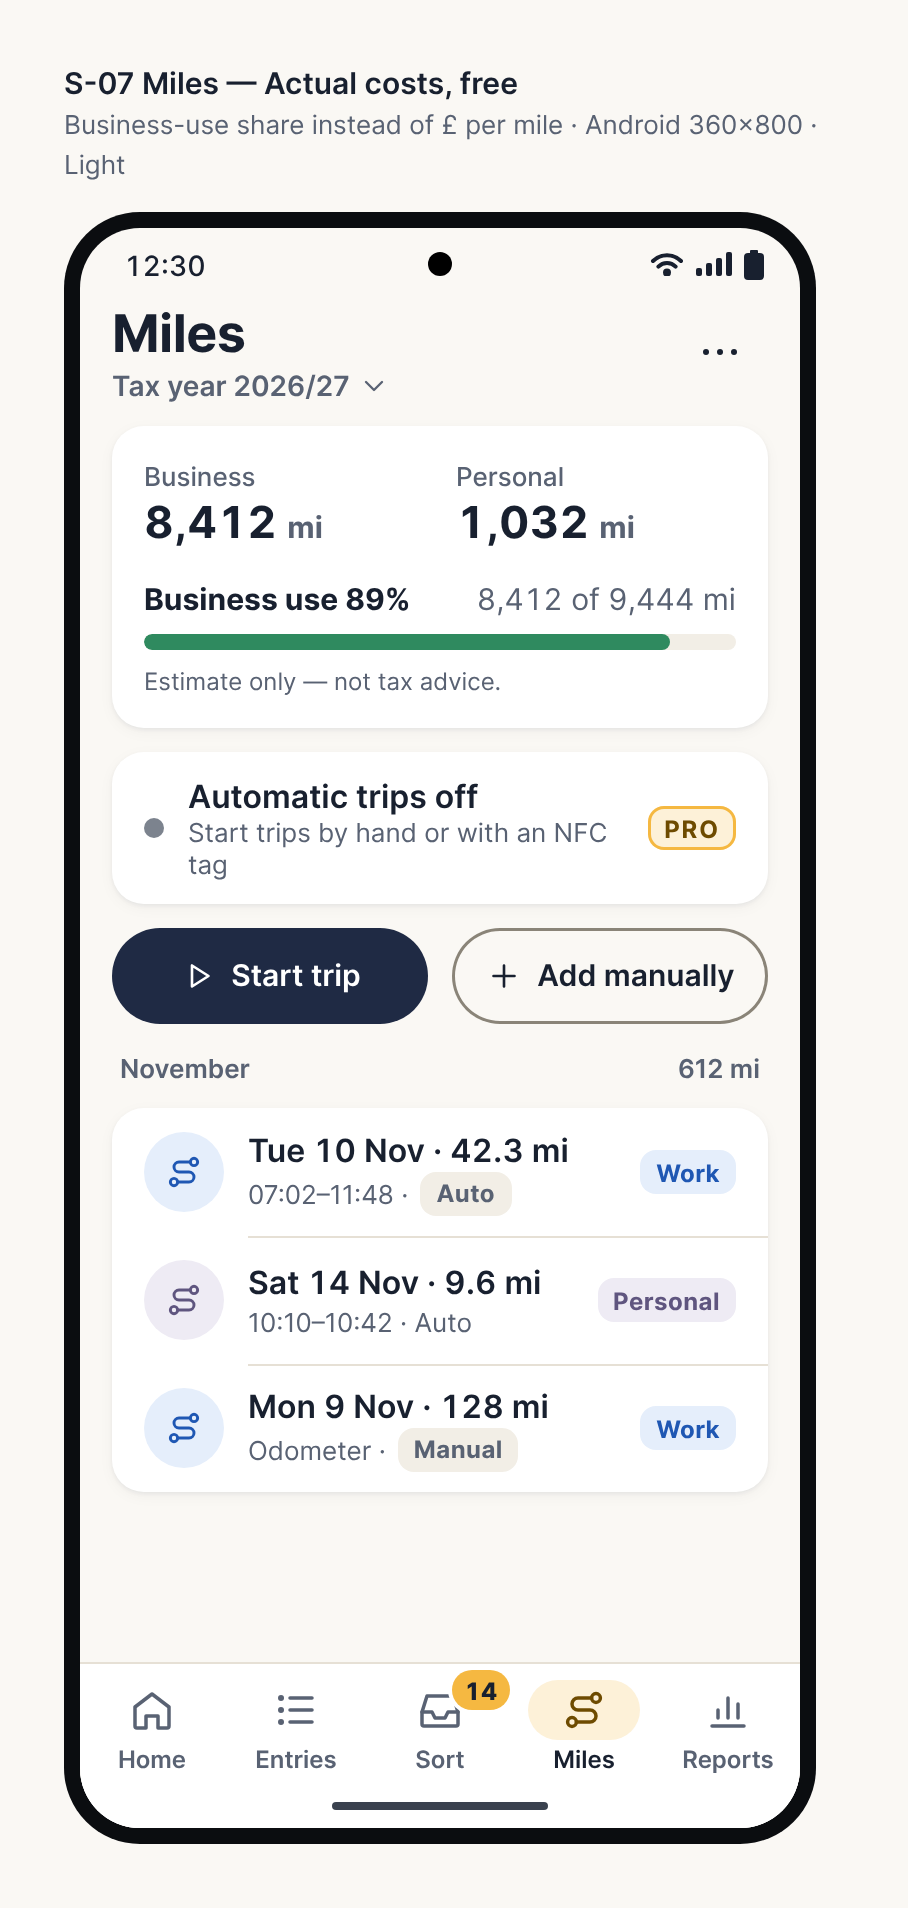 S-07 Miles — Actual costs, free
Business-use share instead of £ per mile · Android 360×800 ·
Light
12:30
Miles
Tax year 2026/27
Business
Personal
8,412 mi
1,032 mi
Business use 89%
8,412 of 9,444 mi
Estimate only — not tax advice.
Automatic trips off
Start trips by hand or with an NFC
tag
PRO
Start trip
Add manually
November
612 mi
Tue 10 Nov · 42.3 mi
07:02–11:48 · Auto
Work
Sat 14 Nov · 9.6 mi
10:10–10:42 · Auto
Personal
Mon 9 Nov · 128 mi
Odometer · Manual
Work
14
Home
Entries
Sort
Miles
Reports